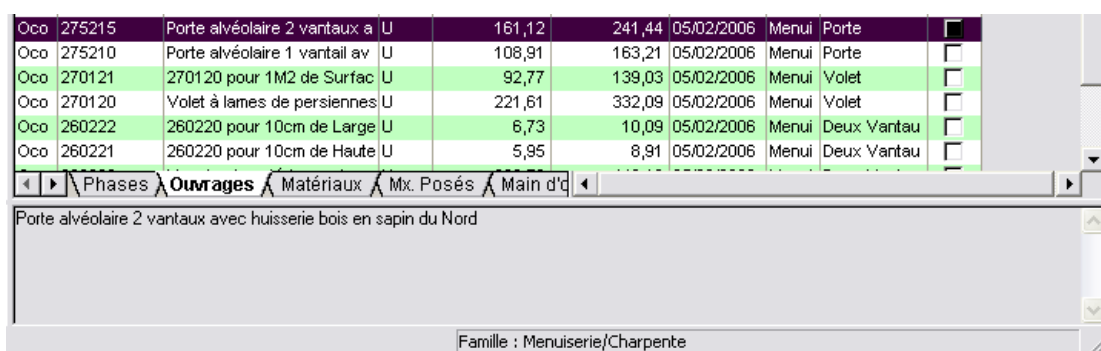 Oco 275215 Porte alvéolaire 2 vantaux a U 161,12 241,44 05/02/2006 Menui Porte
Oco 275210 Porte alvéolaire 1 vantail av U 108,91 163,21 05/02/2006 Menui Porte
Oco 270121 270120 pour 1M2 de Surfac U 92,77 139,03 05/02/2006 Menui Volet
Oco 270120 Volet à lames de persiennes U 221,61 332,09 05/02/2006 Menui Volet
Oco 260222 260220 pour 10cm de Large U 6,73 10,09 05/02/2006 Menui Deux Vantau
Oco 260221 260220 pour 10cm de Haute U 5,95 8,91 05/02/2006 Menui Deux Vantau
Phases Ouvrages Matériaux Mx. Posés Main d'
Porte alvéolaire 2 vantaux avec huisserie bois en sapin du Nord
Famille : Menuiserie/Charpente